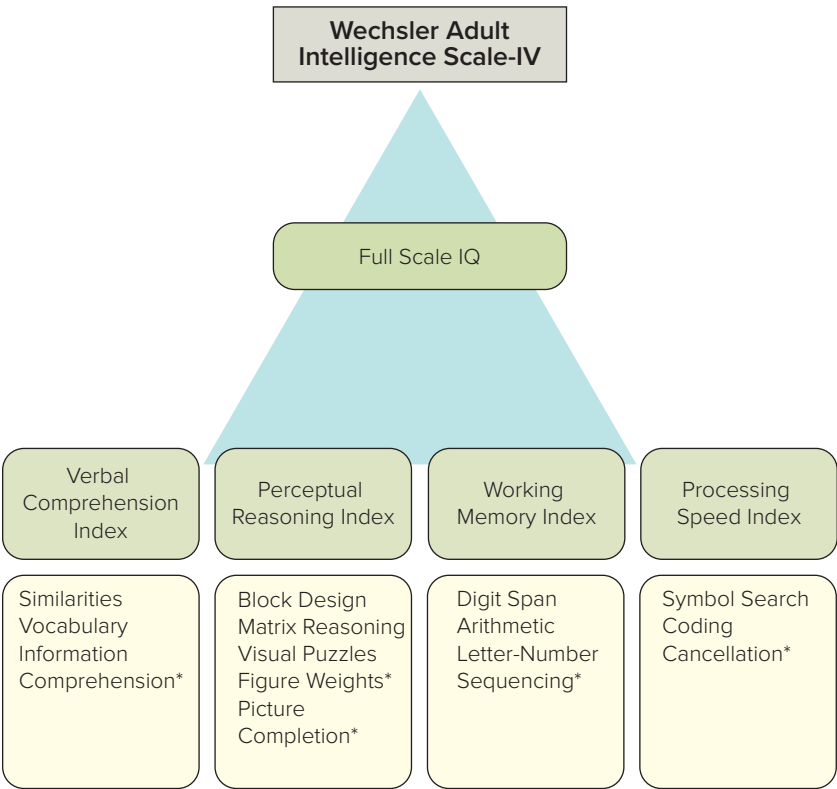 Wechsler Adult
Intelligence Scale-IV
Full Scale IQ
Verbal
Comprehension
Index
Perceptual
Reasoning Index
Working
Memory Index
Processing
Speed Index
Similarities
Vocabulary
Information
Comprehension*
Block Design
Matrix Reasoning
Visual Puzzles
Figure Weights*
Picture
Completion*
Digit Span
Arithmetic
Letter-Number
Sequencing*
Symbol Search
Coding
Cancellation*